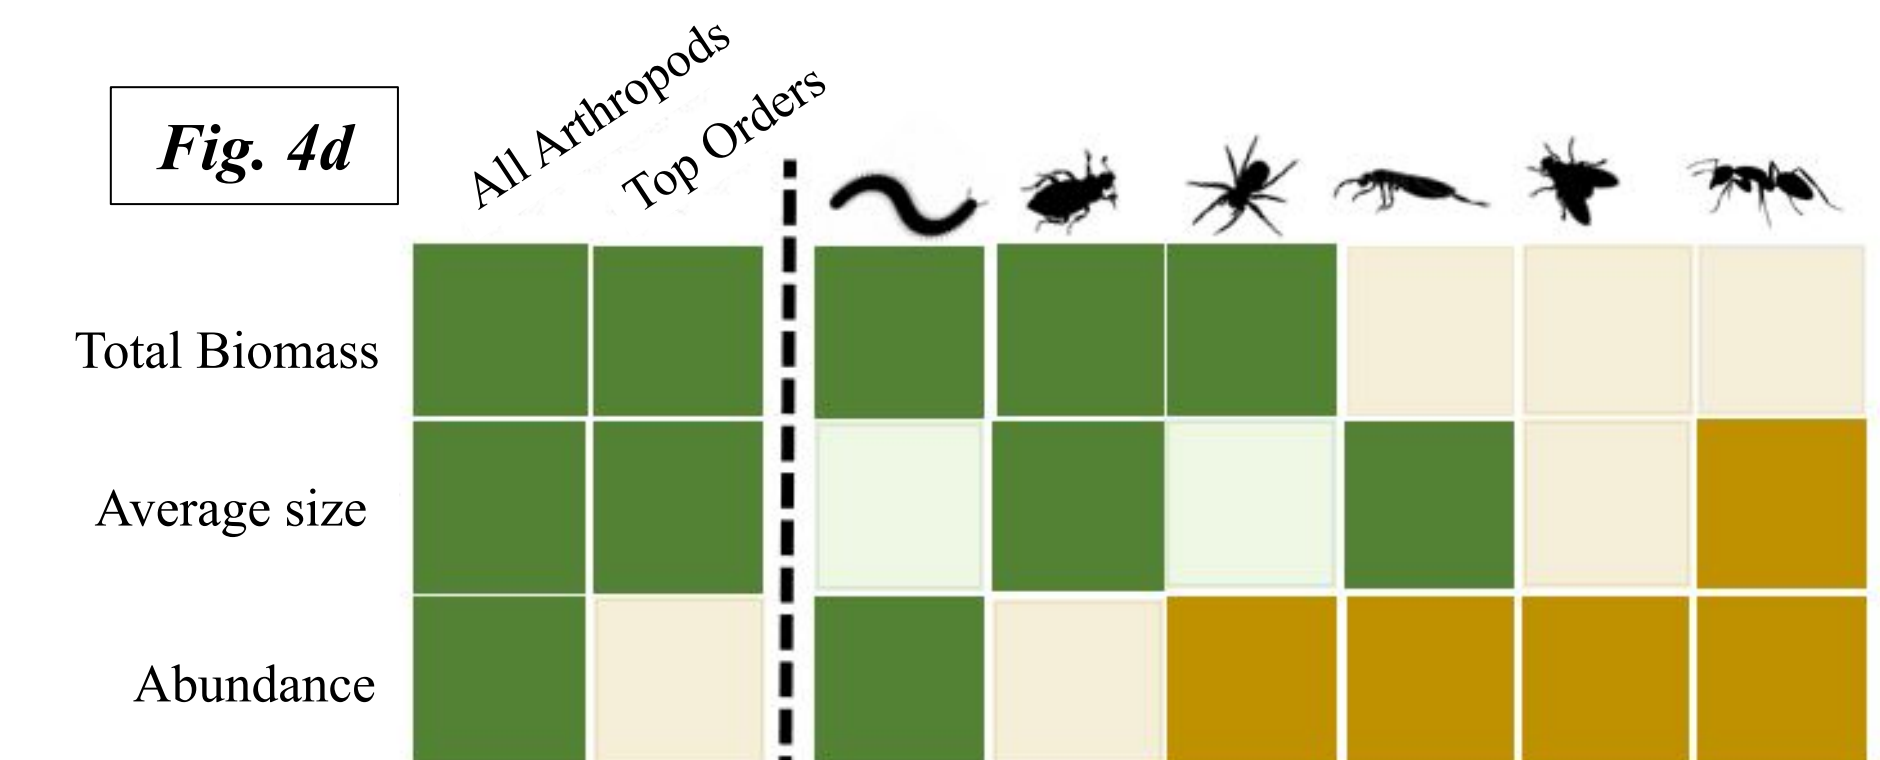 Fig. 4d
All Arthropods
Top Orders
Total Biomass
Average size
Abundance